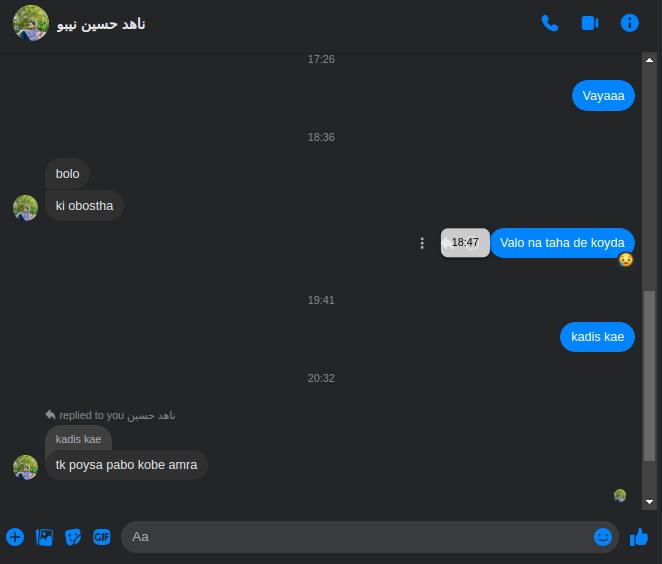 ناهد حسين نيبو
17:26
Vayaaa
18:36
bolo
ki obostha
18:47
Valo na taha de koyda
19:41
kadis kae
20:32
ناهد حسين replied to you
kadis kae
tk poysa pabo kobe amra
GIF
Aa